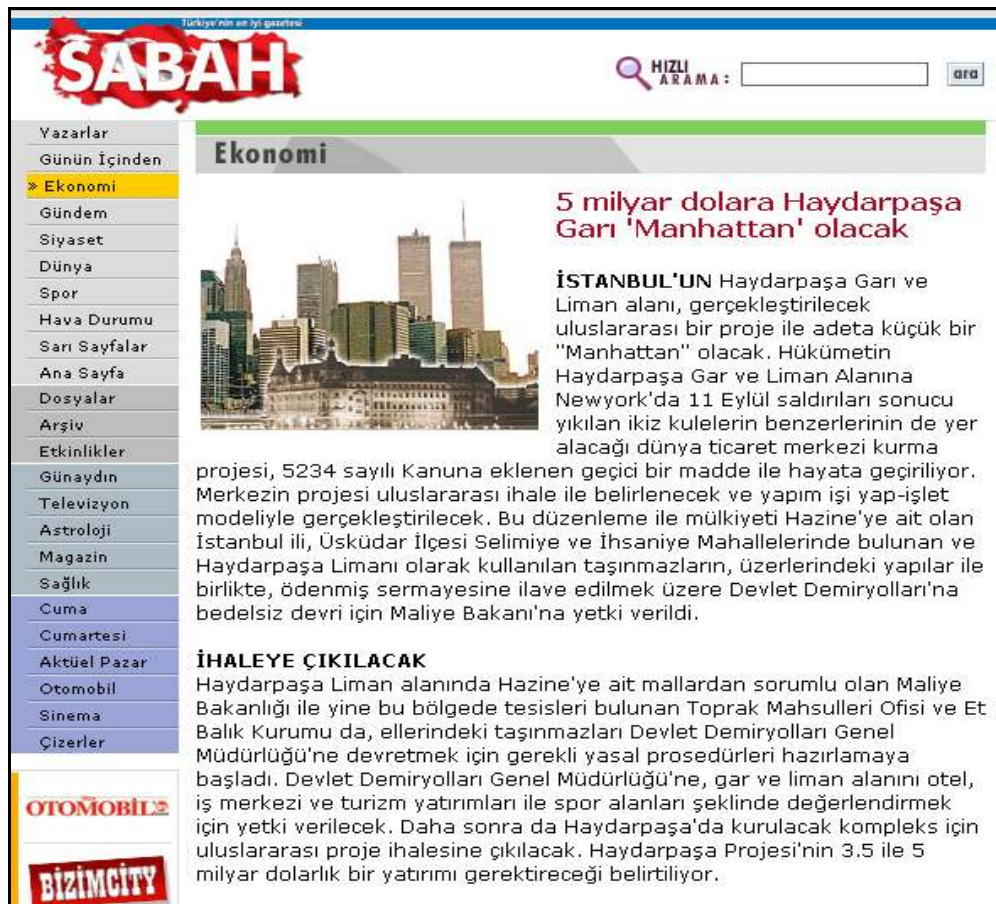 Türkiye'nin en iyi gazetesi
SABAH
HIZLI
ARAMA:
ara
Yazarlar
Günün İçinden
» Ekonomi
Gündem
Siyaset
Dünya
Spor
Hava Durumu
Sarı Sayfalar
Ana Sayfa
Dosyalar
Arşiv
Etkinlikler
Günaydın
Televizyon
Astroloji
Magazin
Sağlık
Cuma
Cumartesi
Aktüel Pazar
Otomobil
Sinema
Çizerler
OTOMOBİL
BİZİMCİTY
Ekonomi
5 milyar dolara Haydarpaşa
Garı 'Manhattan' olacak
İSTANBUL'UN Haydarpaşa Garı ve
Liman alanı, gerçekleştirilecek
uluslararası bir proje ile adeta küçük bir
"Manhattan" olacak. Hükümetin
Haydarpaşa Gar ve Liman Alanına
Newyork'da 11 Eylül saldırıları sonucu
yıkılan ikiz kulelerin benzerlerinin de yer
alacağı dünya ticaret merkezi kurma
projesi, 5234 sayılı Kanuna eklenen geçici bir madde ile hayata geçiriliyor.
Merkezin projesi uluslararası ihale ile belirlenecek ve yapım işi yap-işlet
modeliyle gerçekleştirilecek. Bu düzenleme ile mülkiyeti Hazine'ye ait olan
İstanbul ili, Üsküdar İlçesi Selimiye ve İhsaniye Mahallelerinde bulunan ve
Haydarpaşa Limanı olarak kullanılan taşınmazların, üzerlerindeki yapılar ile
birlikte, ödenmiş sermayesine ilave edilmek üzere Devlet Demiryolları'na
bedelsiz devri için Maliye Bakanı'na yetki verildi.
İHALEYE ÇIKILACAK
Haydarpaşa Liman alanında Hazine'ye ait mallardan sorumlu olan Maliye
Bakanlığı ile yine bu bölgede tesisleri bulunan Toprak Mahsulleri Ofisi ve Et
Balık Kurumu da, ellerindeki taşınmazları Devlet Demiryolları Genel
Müdürlüğü'ne devretmek için gerekli yasal prosedürleri hazırlamaya
başladı. Devlet Demiryolları Genel Müdürlüğü'ne, gar ve liman alanını otel,
iş merkezi ve turizm yatırımları ile spor alanları şeklinde değerlendirmek
için yetki verilecek. Daha sonra da Haydarpaşa'da kurulacak kompleks için
uluslararası proje ihalesine çıkılacak. Haydarpaşa Projesi'nin 3.5 ile 5
milyar dolarlık bir yatırımı gerektireceği belirtiliyor.